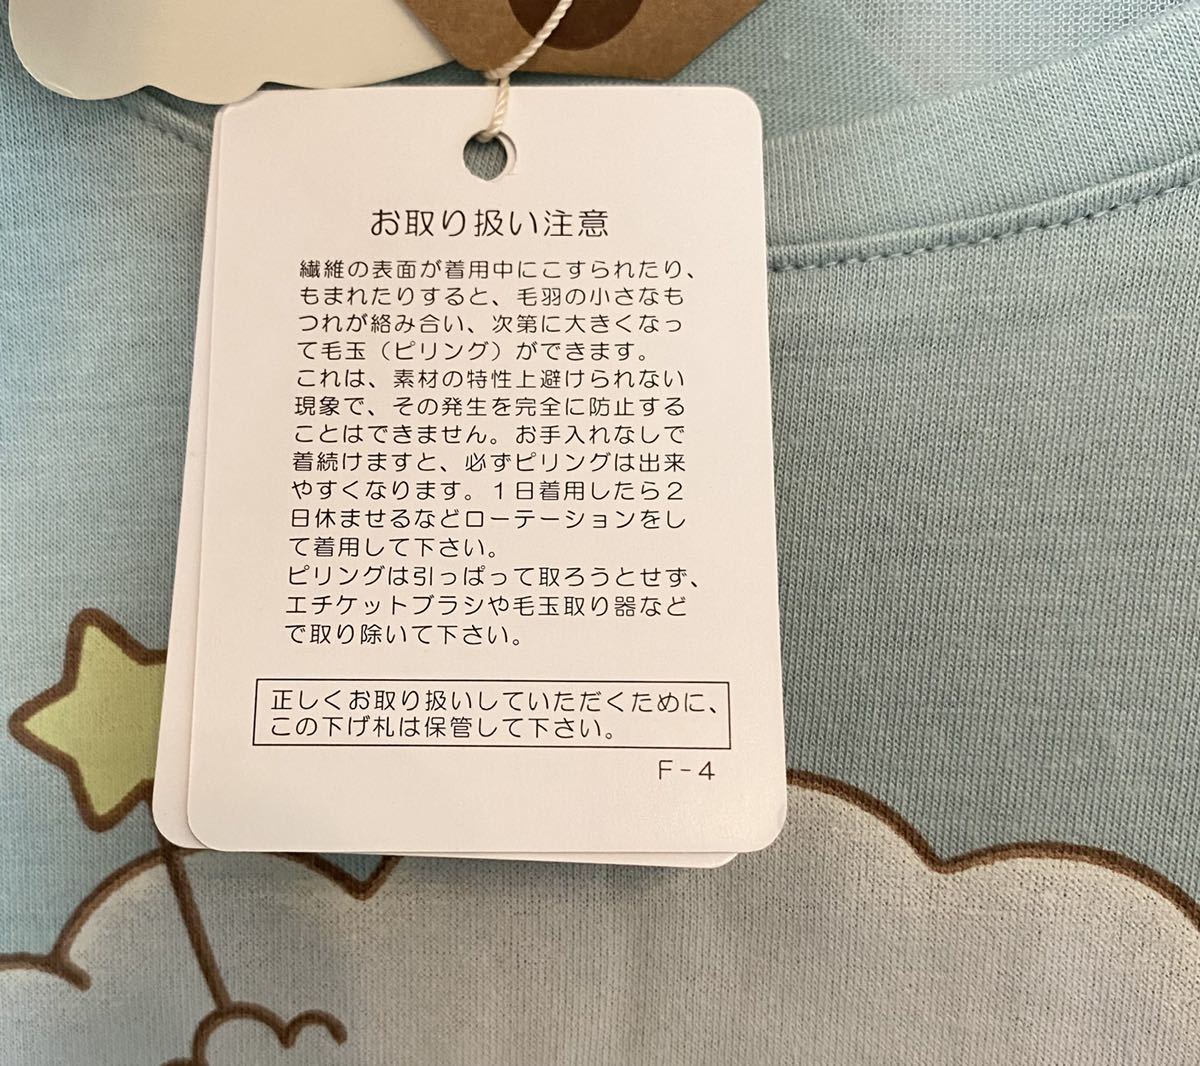 お取り扱い注意
繊維の表面が着用中にこすられたり、
もまれたりすると、毛羽の小さなも
つれが絡み合い、次第に大きくなっ
て毛玉（ピリング）ができます。
これは、素材の特性上避けられない
現象で、その発生を完全に防止する
ことはできません。お手入れなしで
着続けますと、必ずピリングは出来
やすくなります。１日着用したら２
日休ませるなどローテーションをし
て着用して下さい。
ピリングは引っぱって取ろうとせず、
エチケットブラシや毛玉取り器など
で取り除いて下さい。
正しくお取り扱いしていただくために、
この下げ札は保管して下さい。
Ｆ-４